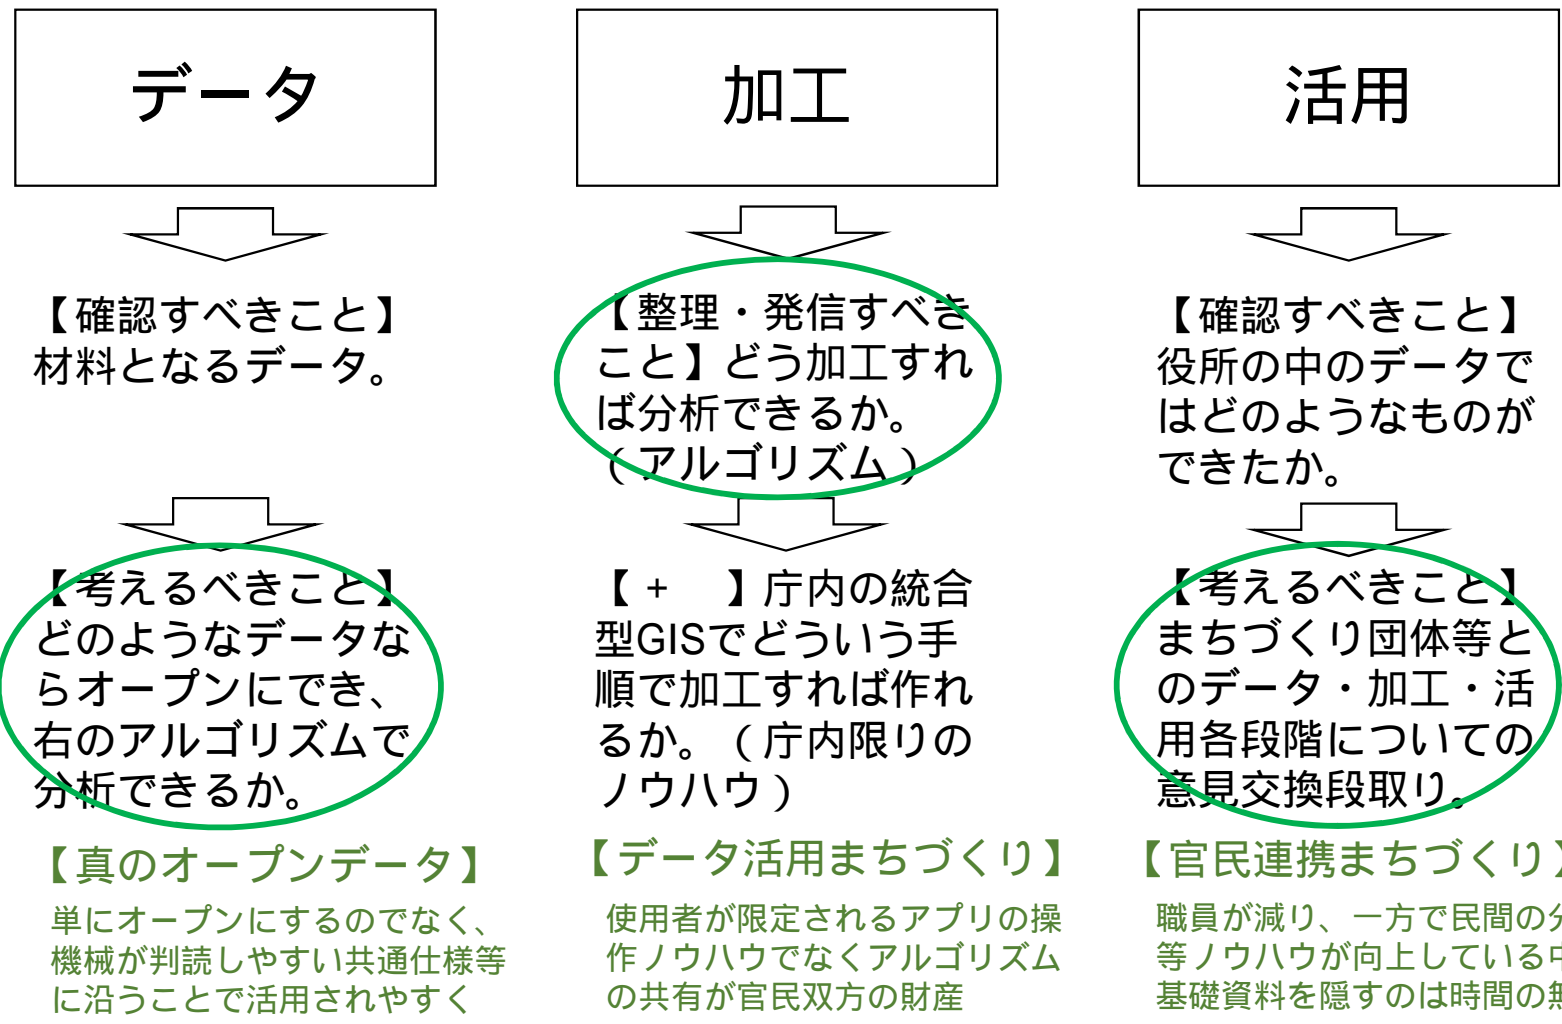 データ
【確認すべきこと】
材料となるデータ。
【考えるべきこと】
どのようなデータな
らオープンにでき、
右のアルゴリズムで
分析できるか。
【真のオープンデータ】
単にオープンにするのでなく、
機械が判読しやすい共通仕様等
に沿うことで活用されやすく
加工
【整理・発信すべき
こと】どう加工すれ
ば分析できるか。
（アルゴリズム）
【+　】庁内の統合
型GISでどういう手
順で加工すれば作れ
るか。（庁内限りの
ノウハウ）
【データ活用まちづくり】
使用者が限定されるアプリの操
作ノウハウでなくアルゴリズム
の共有が官民双方の財産
活用
【確認すべきこと】
役所の中のデータで
はどのようなものが
できたか。
【考えるべきこと】
まちづくり団体等と
のデータ・加工・活
用各段階についての
意見交換段取り。
【官民連携まちづくり】
職員が減り、一方で民間の
等ノウハウが向上している
基礎資料を隠すのは時間の